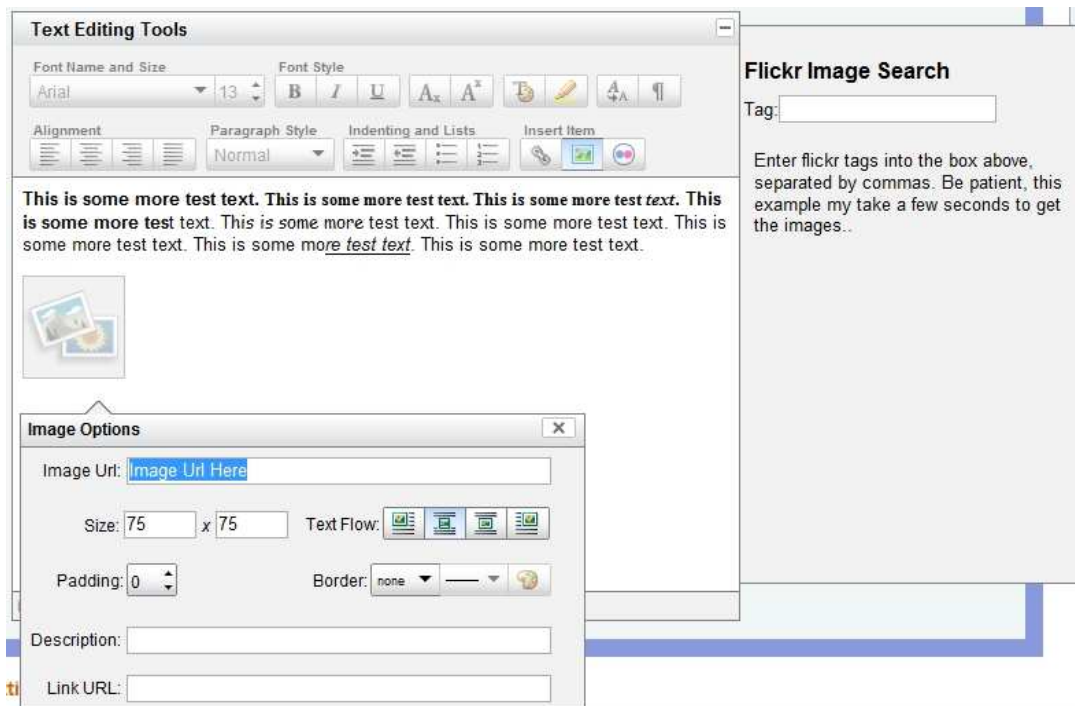 Text Editing Tools
Font Name and Size
Font Style
Arial
13
B I U Ax Ax T A ¶
Alignment
Paragraph Style
Indenting and Lists
Insert Item
Normal
This is some more test text. This is some more test text. This is some more test text. This
is some more test text. This is some more test text. This is some more test text. This is
some more test text. This is some more test text. This is some more test text.
Image Options
Image Url: Image Url Here
Size: 75 x 75 Text Flow:
Padding: 0 Border: none
Description:
Link URL:
Flickr Image Search
Tag:
Enter flickr tags into the box above,
separated by commas. Be patient, this
example my take a few seconds to get
the images..